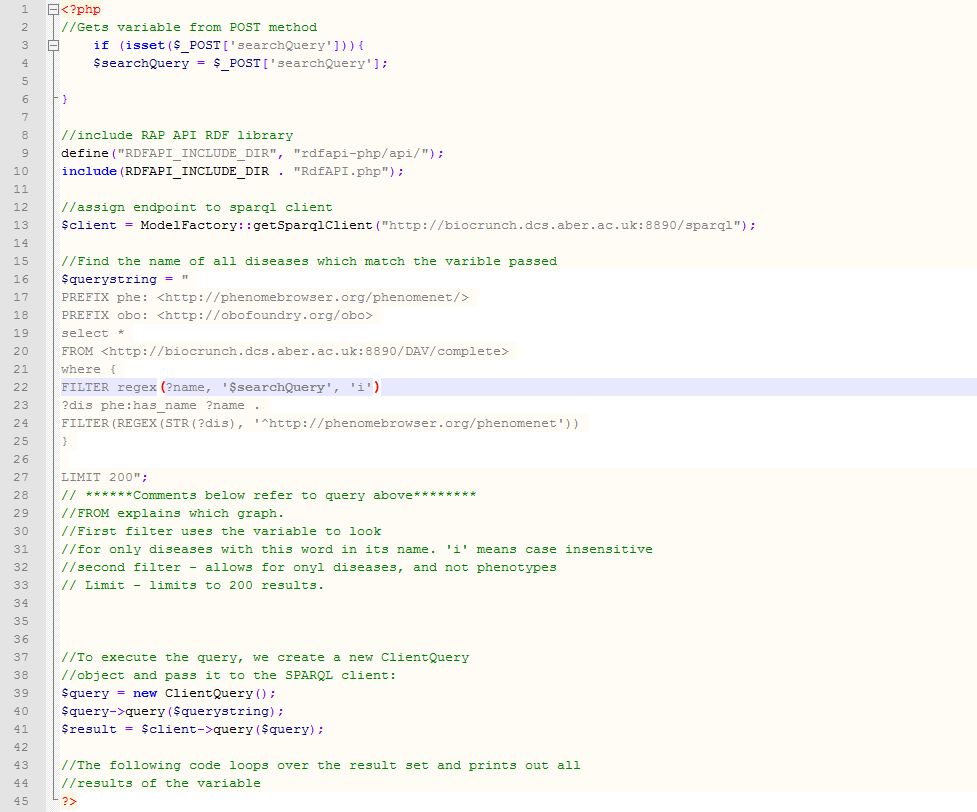 1 <?php
2 //Gets variable from POST method
3 if (isset($_POST['searchQuery'])){
4 $searchQuery = $_POST['searchQuery'];
5
6 }
7
8 //include RAP API RDF library
9 define("RDFAPI_INCLUDE_DIR", "rdfapi-php/api/");
10 include(RDFAPI_INCLUDE_DIR . "RdfAPI.php");
11
12 //assign endpoint to sparql client
13 $client = ModelFactory::getSparqlClient("http://biocrunch.dcs.aber.ac.uk:8890/sparql");
14
15 //Find the name of all diseases which match the varible passed
16 $querystring = "
17 PREFIX phe: <http://phenomebrowser.org/phenomenet/>
18 PREFIX obo: <http://obofoundry.org/obo>
19 select *
20 FROM <http://biocrunch.dcs.aber.ac.uk:8890/DAV/complete>
21 where {
22 FILTER regex(?name, '$searchQuery', 'i')
23 ?dis phe:has_name ?name .
24 FILTER(REGEX(STR(?dis), '^http://phenomebrowser.org/phenomenet'))
25 }
26
27 LIMIT 200";
28 // ******Comments below refer to query above********
29 //FROM explains which graph.
30 //First filter uses the variable to look
31 //for only diseases with this word in its name. 'i' means case insensitive
32 //second filter - allows for onyl diseases, and not phenotypes
33 // Limit - limits to 200 results.
34
35
36
37 //To execute the query, we create a new ClientQuery
38 //object and pass it to the SPARQL client:
39 $query = new ClientQuery();
40 $query->query($querystring);
41 $result = $client->query($query);
42
43 //The following code loops over the result set and prints out all
44 //results of the variable
45 ?>